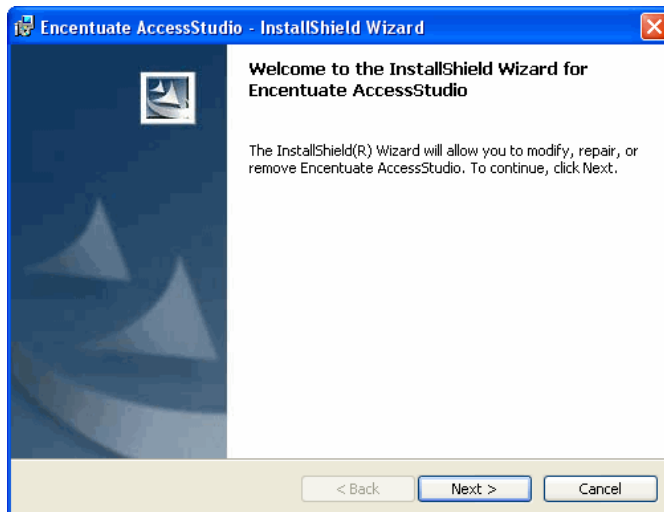 Encentuate AccessStudio - InstallShield Wizard
Welcome to the InstallShield Wizard for
Encentuate AccessStudio
The InstallShield(R) Wizard will allow you to modify, repair, or
remove Encentuate AccessStudio. To continue, click Next.
< Back Next > Cancel